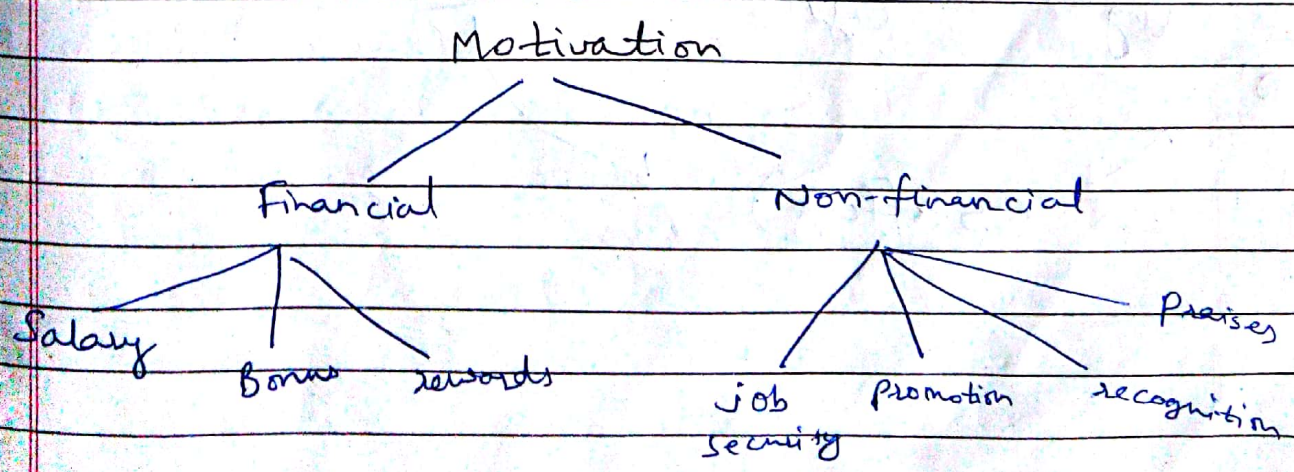 Motivation
Financial Non-financial
Salary Bonus rewards
job security promotion recognition Praises